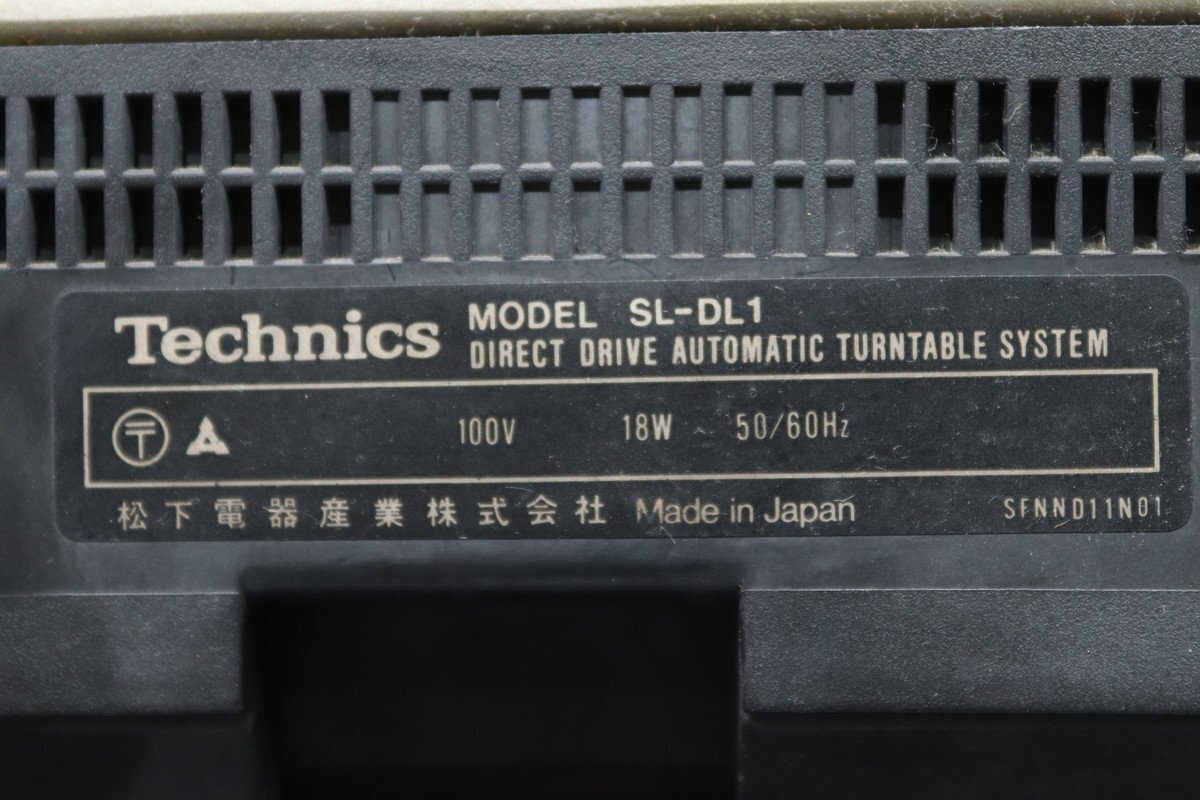 Technics MODEL SL-DL1
DIRECT DRIVE AUTOMATIC TURNTABLE SYSTEM
〒 100V 18W 50/60Hz
松下電器産業株式会社 Made in Japan SFNND11N01